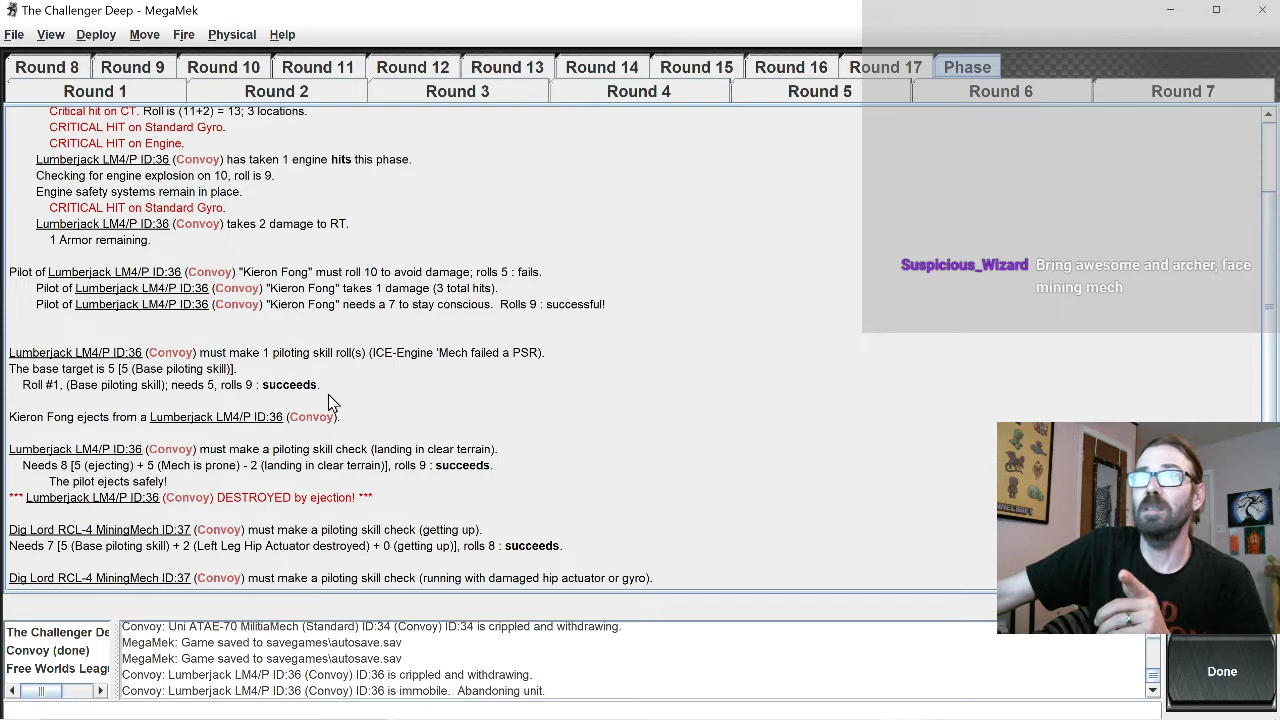 The Challenger Deep - MegaMek
File View Deploy Move Fire Physical Help
Round 8 Round 9 Round 10 Round 11 Round 12 Round 13 Round 14 Round 15 Round 16 Round 17 Phase
Round 1 Round 2 Round 3 Round 4 Round 5 Round 6 Round 7
Critical hit on CT. Roll is (11+2) = 13; 3 locations.
CRITICAL HIT on Standard Gyro.
CRITICAL HIT on Engine.
Lumberjack LM4/P ID:36 (Convoy) has taken 1 engine hits this phase.
Checking for engine explosion on 10, roll is 9.
Engine safety systems remain in place.
CRITICAL HIT on Standard Gyro.
Lumberjack LM4/P ID:36 (Convoy) takes 2 damage to RT.
1 Armor remaining.
Suspicious_Wizard Bring awesome and archer, face
mining mech
Pilot of Lumberjack LM4/P ID:36 (Convoy) "Kieron Fong" must roll 10 to avoid damage; rolls 5 : fails.
Pilot of Lumberjack LM4/P ID:36 (Convoy) "Kieron Fong" takes 1 damage (3 total hits).
Pilot of Lumberjack LM4/P ID:36 (Convoy) "Kieron Fong" needs a 7 to stay conscious. Rolls 9 : successful!
Lumberjack LM4/P ID:36 (Convoy) must make 1 piloting skill roll(s) (ICE-Engine 'Mech failed a PSR).
The base target is 5 [5 (Base piloting skill)].
Roll #1, (Base piloting skill); needs 5, rolls 9 : succeeds.
Kieron Fong ejects from a Lumberjack LM4/P ID:36 (Convoy).
Lumberjack LM4/P ID:36 (Convoy) must make a piloting skill check (landing in clear terrain).
Needs 8 [5 (ejecting) + 5 (Mech is prone) - 2 (landing in clear terrain)], rolls 9 : succeeds.
The pilot ejects safely!
*** Lumberjack LM4/P ID:36 (Convoy) DESTROYED by ejection! ***
Dig Lord RCL-4 MiningMech ID:37 (Convoy) must make a piloting skill check (getting up).
Needs 7 [5 (Base piloting skill) + 2 (Left Leg Hip Actuator destroyed) + 0 (getting up)], rolls 8 : succeeds.
Dig Lord RCL-4 MiningMech ID:37 (Convoy) must make a piloting skill check (running with damaged hip actuator or gyro).
The Challenger De
Convoy (done)
Free Worlds Leag
Convoy: Uni ATAE-70 MilitiaMech (Standard) ID:34 (Convoy) ID:34 is crippled and withdrawing.
MegaMek: Game saved to savegames\autosave.sav
MegaMek: Game saved to savegames\autosave.sav
Convoy: Lumberjack LM4/P ID:36 (Convoy) ID:36 is crippled and withdrawing.
Convoy: Lumberjack LM4/P ID:36 (Convoy) ID:36 is immobile. Abandoning unit.
Done